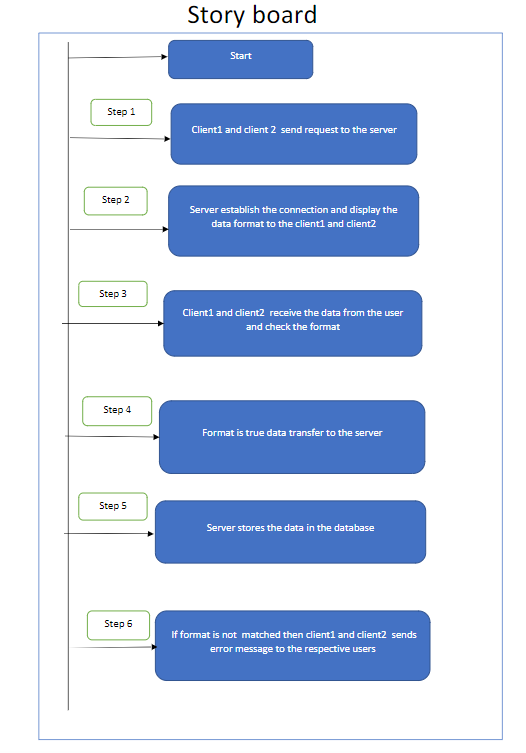 Story board
Start
Step 1
Client1 and client 2 send request to the server
Step 2
Server establish the connection and display the
data format to the client1 and client2
Step 3
Client1 and client2 receive the data from the user
and check the format
Step 4
Format is true data transfer to the server
Step 5
Server stores the data in the database
Step 6
If format is not matched then client1 and client2 sends
error message to the respective users